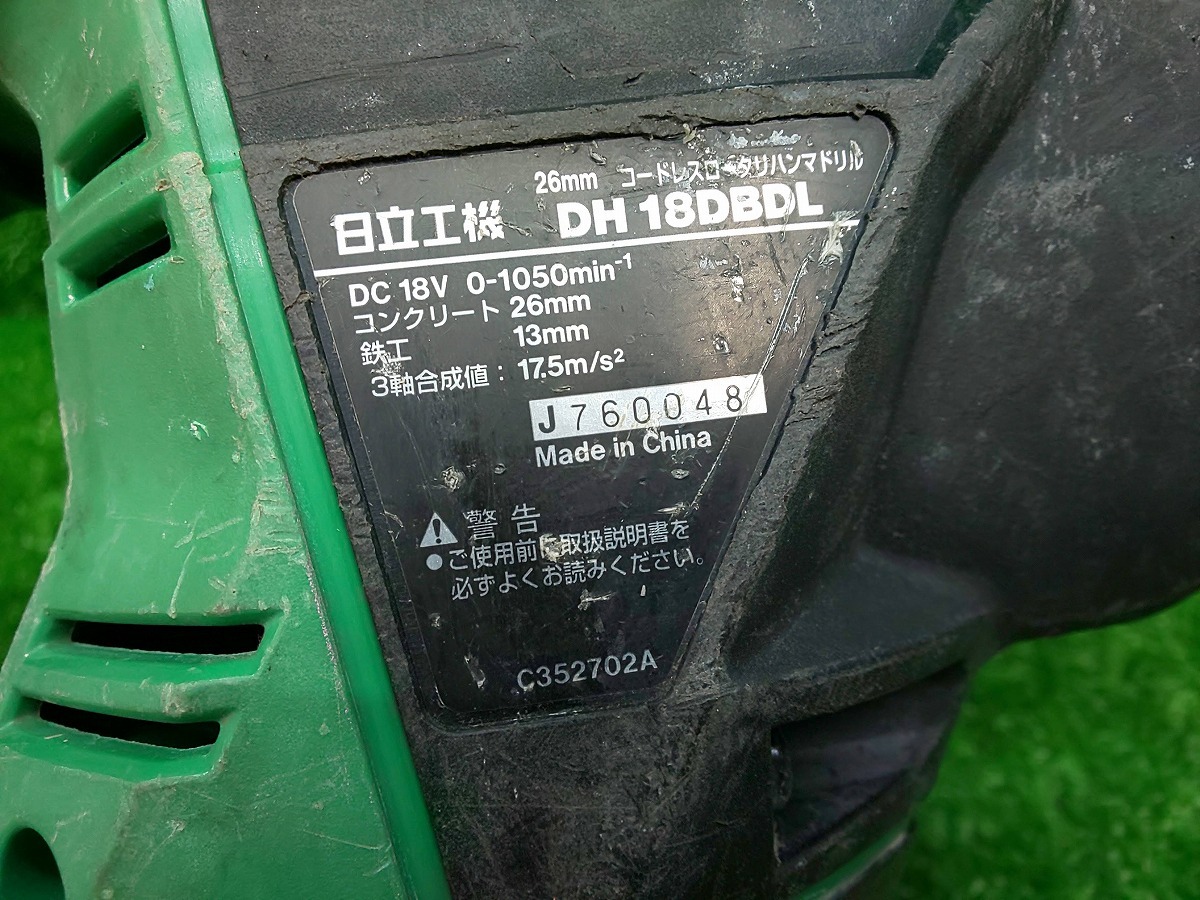 26mm コードレスロータリハンマドリル
日立工機 DH 18DBDL
DC 18V 0-1050min⁻¹
コンクリート 26mm
鉄工 13mm
3軸合成値 : 17.5m/s²
J760048
Made in China
警告
●ご使用前に取扱説明書を
必ずよくお読みください。
C352702A